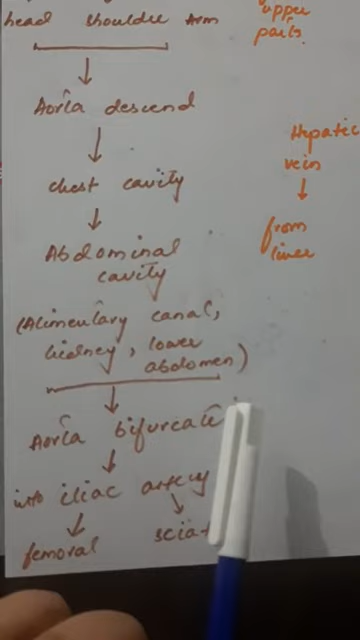 head shoulder Arm
Aorta descend
chest cavity
Abdominal
cavity
(Alimentary canal,
kidney, lower
abdomen)
Aorta bifurcate
into iliac artery
femoral
upper
parts
Hepatic
vein
from
liver